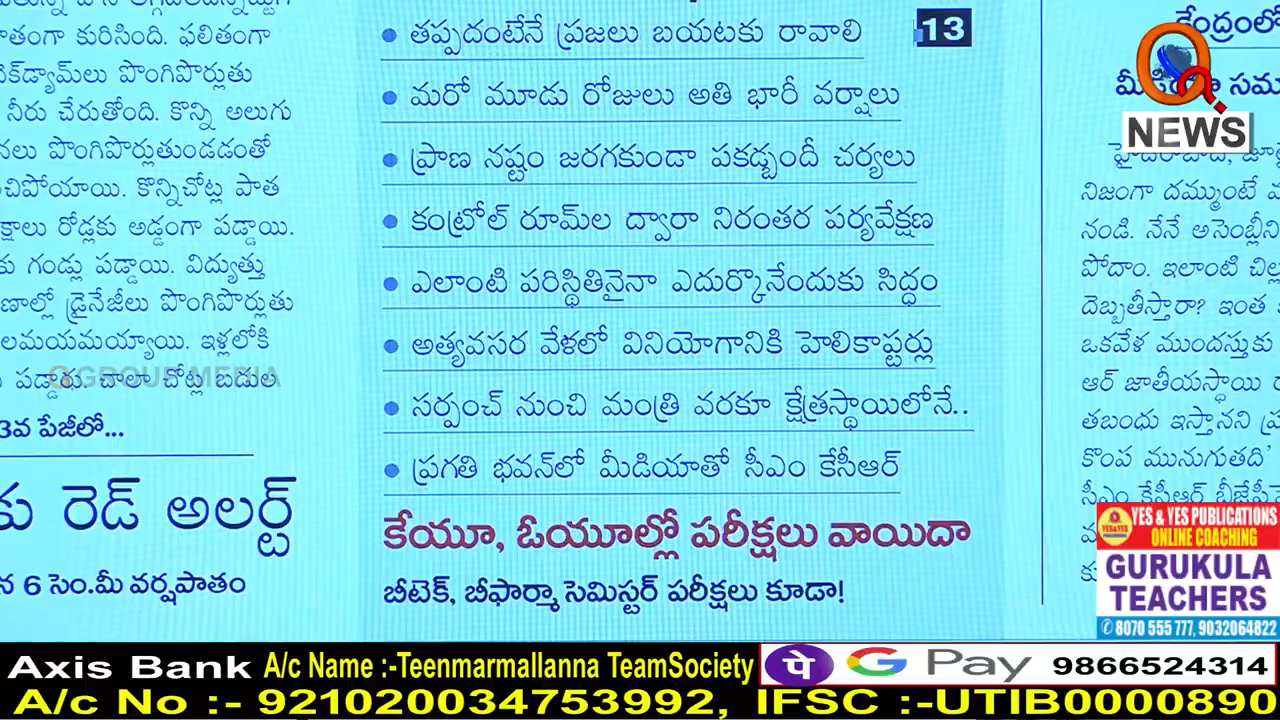 తప్పదంటేనే ప్రజలు బయటకు రావాలి
13
మరో మూడు రోజులు అతి భారీ వర్షాలు
ప్రాణ నష్టం జరగకుండా పకడ్బందీ చర్యలు
కంట్రోల్ రూమ్‌ల ద్వారా నిరంతర పర్యవేక్షణ
ఎలాంటి పరిస్థితినైనా ఎదుర్కొనేందుకు సిద్ధం
అత్యవసర వేళలో వినియోగానికి హెలికాప్టర్లు
సర్పంచ్ నుంచి మంత్రి వరకూ క్షేత్రస్థాయిలోనే..
ప్రగతి భవన్‌లో మీడియాతో సీఎం కేసీఆర్
కేయూ, ఓయూల్లో పరీక్షలు వాయిదా
బీటెక్, బీఫార్మా సెమిస్టర్ పరీక్షలు కూడా!
కురిసింది. ఫలితంగా
పొంగిపొర్లుతు
నీరు చేరుతోంది. కొన్ని అలుగు
పొంగిపొర్లుతుండడంతో
కొన్నిచోట్ల పాత
రోడ్లకు అడ్డంగా పడ్డాయి.
కు గండ్లు పడ్డాయి. విద్యుత్తు
డ్రైనేజీలు పొంగిపొర్లుతు
ఇళ్లలోకి
పడ్డాయి. చాలా చోట్ల
Q GROUP MEDIA
3వ పేజీలో...
కు రెడ్ అలర్ట్
న 6 సెం.మీ వర్షపాతం
కేంద్రంలో
Q
NEWS
నిజంగా దమ్ముంటే
నండి. నేనే అసెంబ్లీని
పోదాం. ఇలాంటి
దెబ్బతీస్తారా? ఇంత
ఒకవేళ ముందస్తుకు
ఆర్ జాతీయస్థాయి
తబంధు ఇస్తానని
కొంప మునుగుతది'
సీఎం కేసీఆర్
YES & YES PUBLICATIONS
ONLINE COACHING
GURUKULA
TEACHERS
8070 555 777, 9032064822
Axis Bank A/c Name :-Teenmarmallanna TeamSociety
G Pay 9866524314
A/c No :- 921020034753992, IFSC :-UTIB0000890